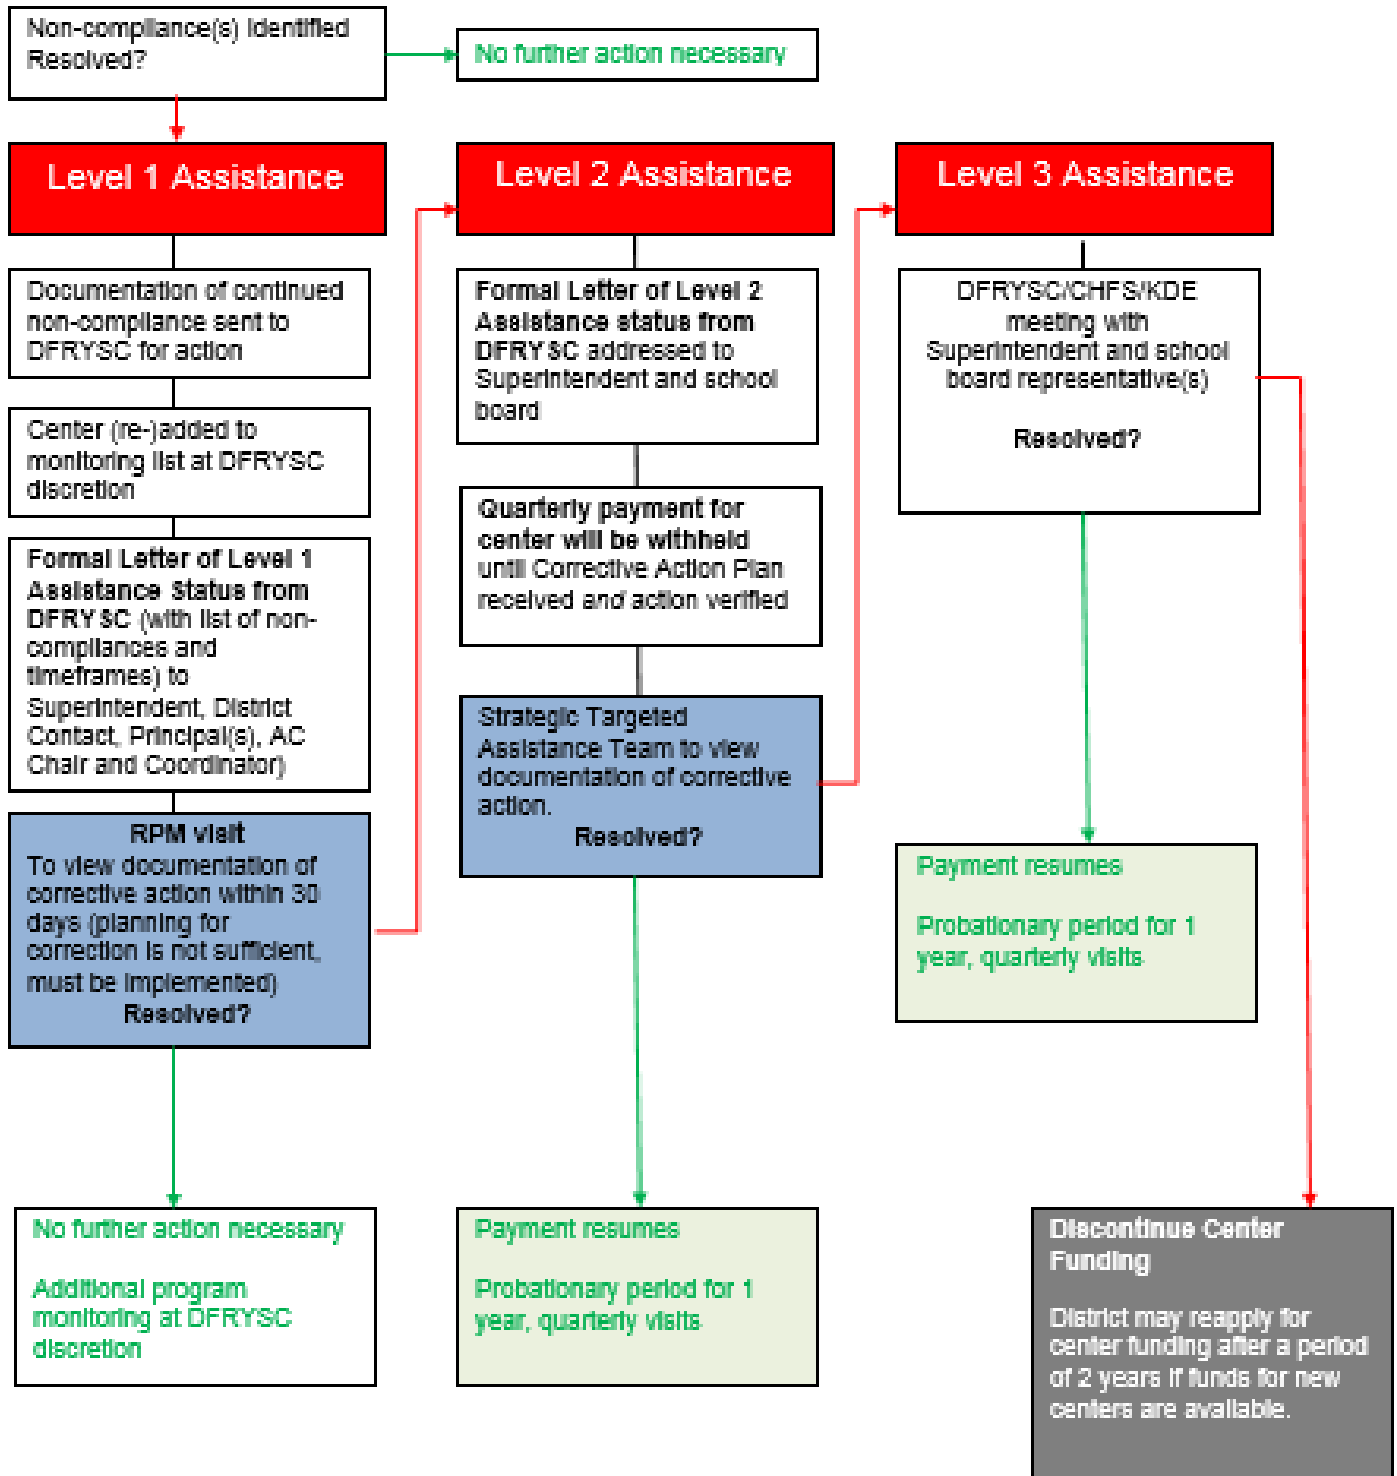 Non-compliance(s) Identified
Resolved?
No further action necessary
Level 1 Assistance
Documentation of continued
non-compliance sent to
DFRYSC for action
Center (re-)added to
monitoring list at DFRYSC
discretion
Formal Letter of Level 1
Assistance Status from
DFRYSC (with list of non-
compliances and
timeframes) to
Superintendent, District
Contact, Principal(s), AC
Chair and Coordinator)
RPM visit
To view documentation of
corrective action within 30
days (planning for
correction is not sufficient,
must be implemented)
Resolved?
No further action necessary
Additional program
monitoring at DFRYSC
discretion
Level 2 Assistance
Formal Letter of Level 2
Assistance status from
DFRYSC addressed to
Superintendent and school
board
Quarterly payment for
center will be withheld
until Corrective Action Plan
received and action verified
Strategic Targeted
Assistance Team to view
documentation of corrective
action.
Resolved?
Payment resumes
Probationary period for 1
year, quarterly visits
Level 3 Assistance
DFRYSC/CHFS/KDE
meeting with
Superintendent and school
board representative(s)
Resolved?
Payment resumes
Probationary period for 1
year, quarterly visits
Discontinue Center
Funding
District may reapply for
center funding after a period
of 2 years if funds for new
centers are available.